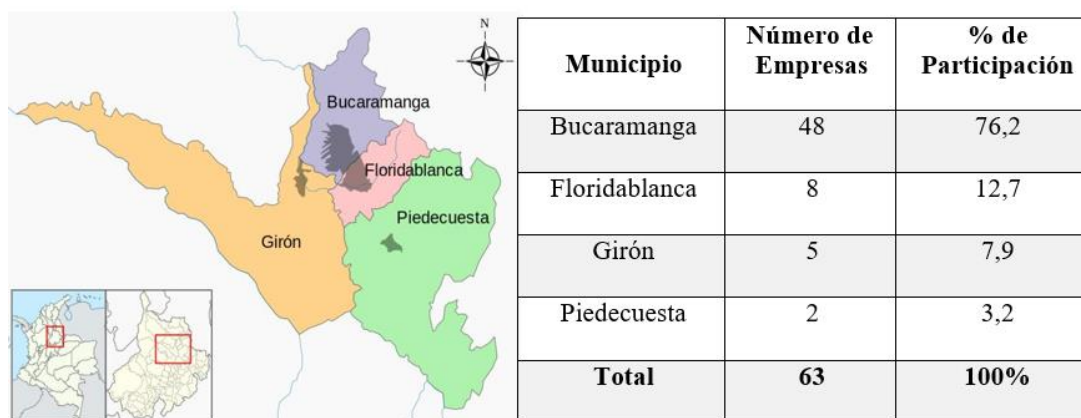 N
Bucaramanga
Floridablanca
Piedecuesta
Girón
Municipio Número de Empresas % de Participación
Bucaramanga 48 76,2
Floridablanca 8 12,7
Girón 5 7,9
Piedecuesta 2 3,2
Total 63 100%